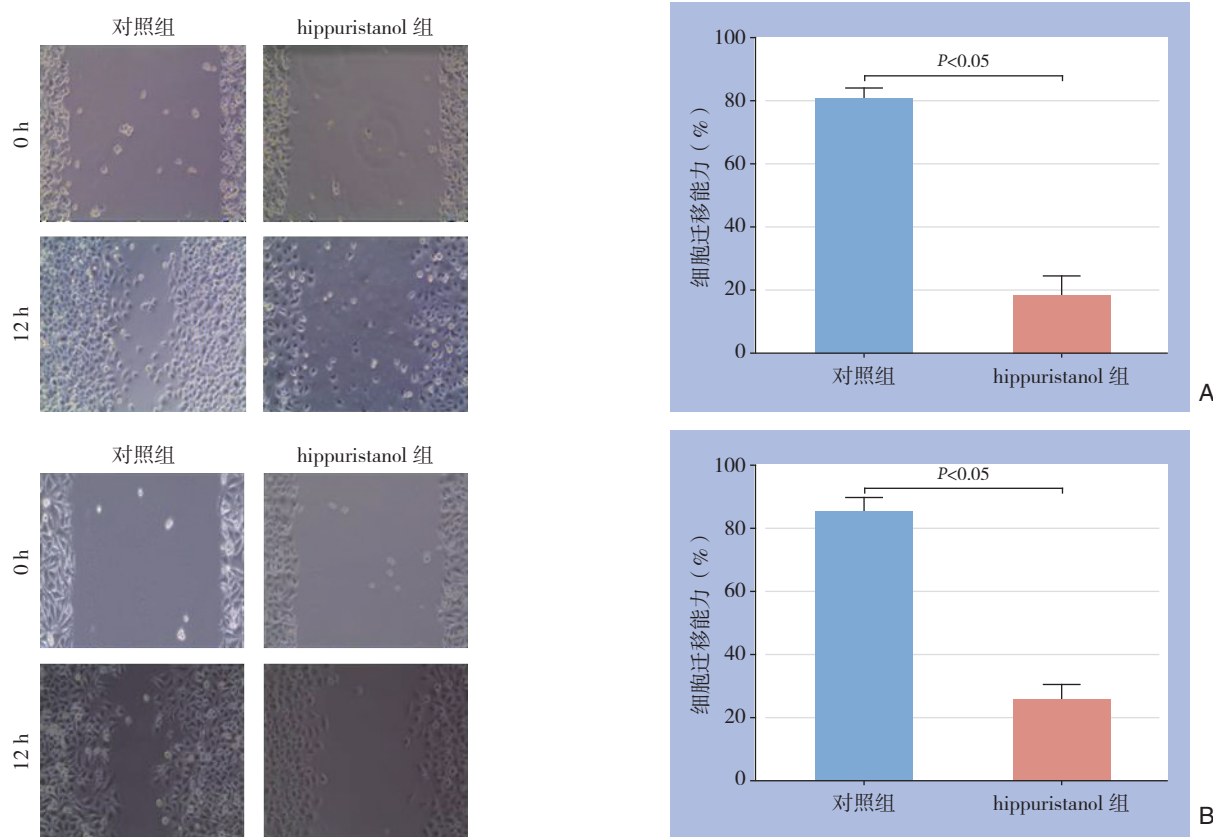 对照组
hippuristanol 组
0 h
12 h
100
80
60
40
20
0
细胞迁移能力(%)
P<0.05
对照组
hippuristanol 组
A
对照组
hippuristanol 组
0 h
12 h
100
80
60
40
20
0
细胞迁移能力(%)
P<0.05
对照组
hippuristanol 组
B